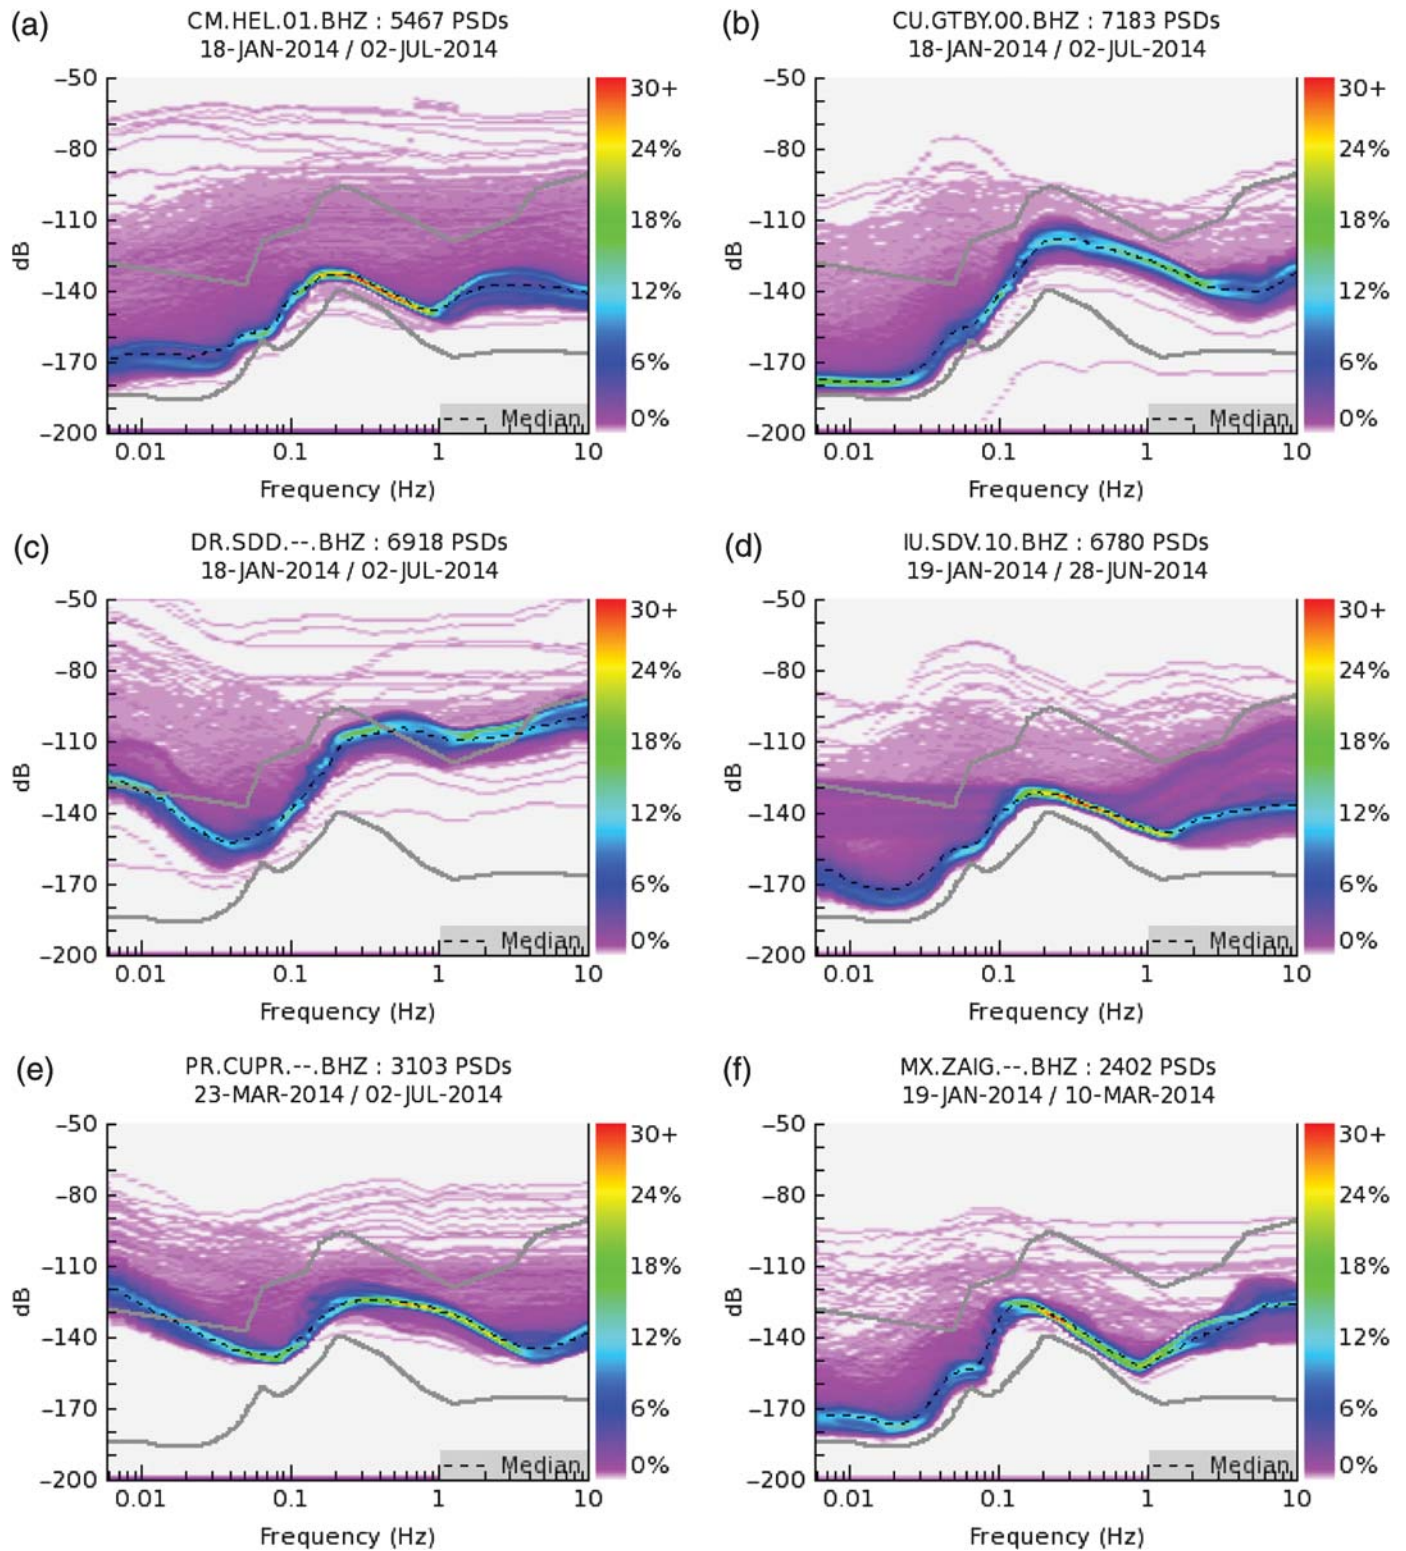 (a)
CM.HEL.01.BHZ : 5467 PSDs
18-JAN-2014 / 02-JUL-2014
−50
−80
−110
−140
−170
−200
dB
0.01 0.1 1 10
Frequency (Hz)
Median
30+
24%
18%
12%
6%
0%
(b)
CU.GTBY.00.BHZ : 7183 PSDs
18-JAN-2014 / 02-JUL-2014
−50
−80
−110
−140
−170
−200
dB
0.01 0.1 1 10
Frequency (Hz)
Median
30+
24%
18%
12%
6%
0%
(c)
DR.SDD.--.BHZ : 6918 PSDs
18-JAN-2014 / 02-JUL-2014
−50
−80
−110
−140
−170
−200
dB
0.01 0.1 1 10
Frequency (Hz)
Median
30+
24%
18%
12%
6%
0%
(d)
IU.SDV.10.BHZ : 6780 PSDs
19-JAN-2014 / 28-JUN-2014
−50
−80
−110
−140
−170
−200
dB
0.01 0.1 1 10
Frequency (Hz)
Median
30+
24%
18%
12%
6%
0%
(e)
PR.CUPR.--.BHZ : 3103 PSDs
23-MAR-2014 / 02-JUL-2014
−50
−80
−110
−140
−170
−200
dB
0.01 0.1 1 10
Frequency (Hz)
Median
30+
24%
18%
12%
6%
0%
(f)
MX.ZAIG.--.BHZ : 2402 PSDs
19-JAN-2014 / 10-MAR-2014
−50
−80
−110
−140
−170
−200
dB
0.01 0.1 1 10
Frequency (Hz)
Median
30+
24%
18%
12%
6%
0%